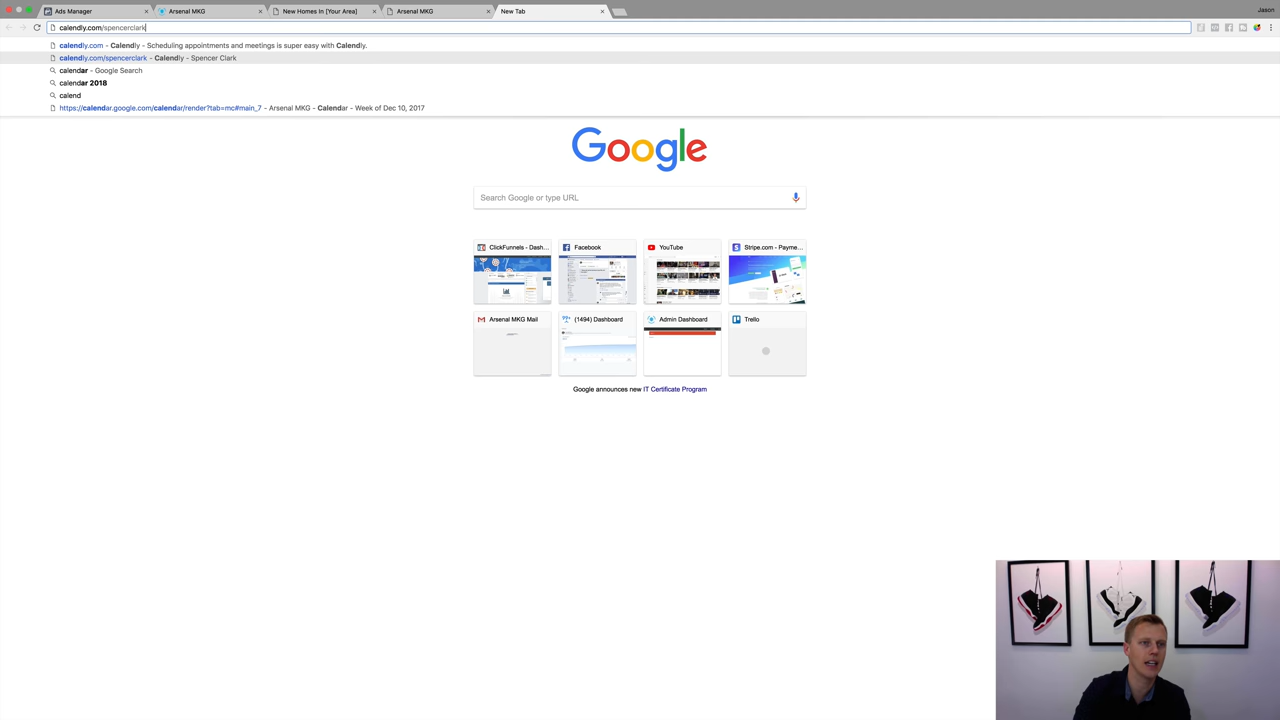 Ads Manager
Arsenal MKG
New Homes In [Your Area]
Arsenal MKG
New Tab
Jason
calendly.com/spencerclark
calendly.com - Calendly - Scheduling appointments and meetings is super easy with Calendly.
calendly.com/spencerclark - Calendly - Spencer Clark
calendar - Google Search
calendar 2018
calend
https://calendar.google.com/calendar/render?tab=mc#main_7 - Arsenal MKG - Calendar - Week of Dec 10, 2017
Google
Search Google or type URL
ClickFunnels - Dash...
Facebook
YouTube
Stripe.com - Payme...
Arsenal MKG Mail
(1494) Dashboard
Admin Dashboard
Trello
Google announces new IT Certificate Program